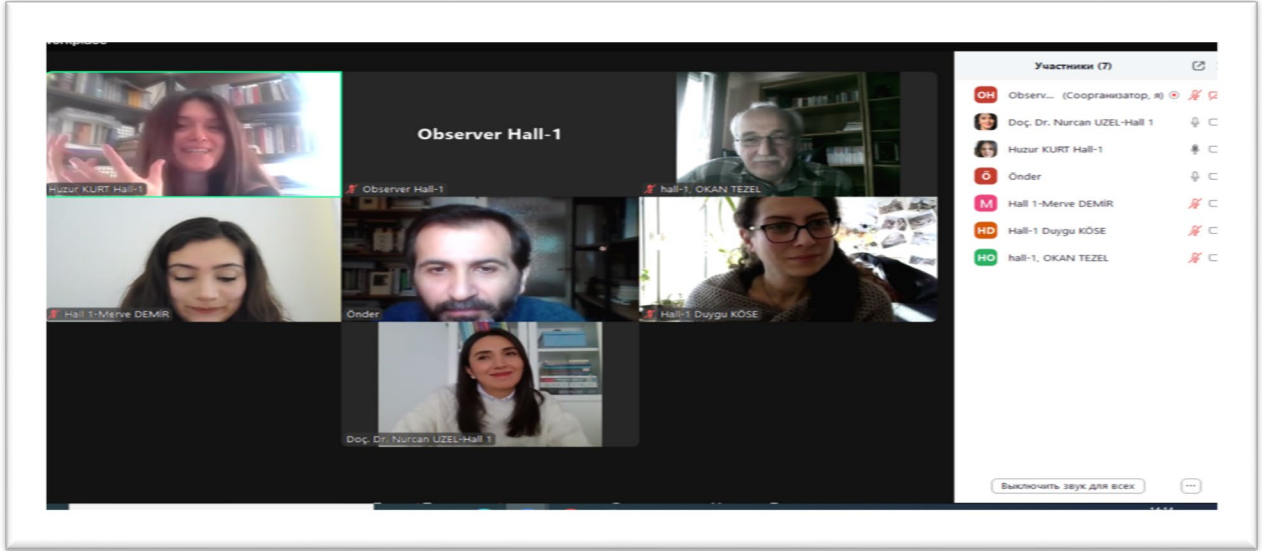 Huzur KURT Hall-1
Observer Hall-1
Observer Hall-1
hall-1, OKAN TEZEL
Hall 1-Merve DEMİR
Önder
Hall-1 Duygu KÖSE
Doç. Dr. Nurcan UZEL-Hall 1
Участники (7)
OH Observ... (Соорганизатор, я)
Doç. Dr. Nurcan UZEL-Hall 1
Huzur KURT Hall-1
Ö Önder
M Hall 1-Merve DEMİR
HD Hall-1 Duygu KÖSE
HO hall-1, OKAN TEZEL
Выключить звук для всех